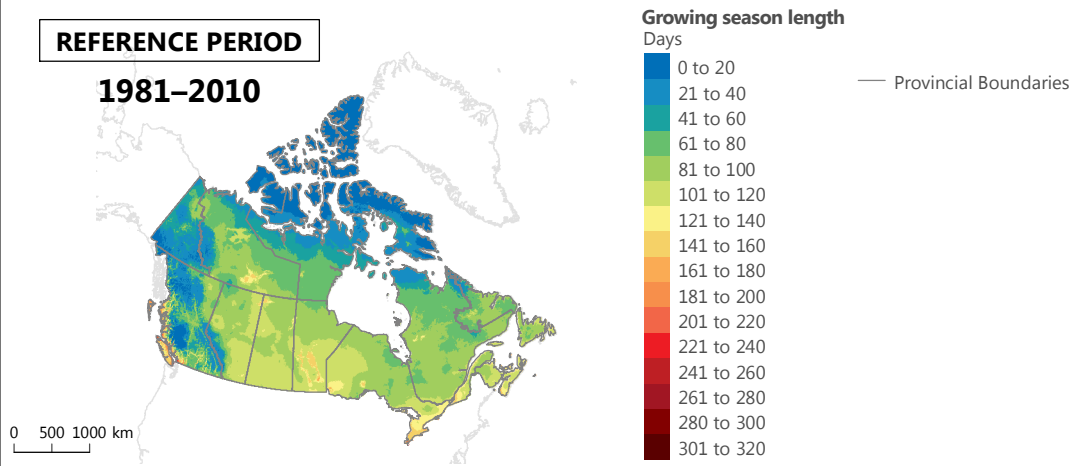 REFERENCE PERIOD
1981–2010
0 500 1000 km
Growing season length
Days
0 to 20
21 to 40
41 to 60
61 to 80
81 to 100
101 to 120
121 to 140
141 to 160
161 to 180
181 to 200
201 to 220
221 to 240
241 to 260
261 to 280
280 to 300
301 to 320
Provincial Boundaries